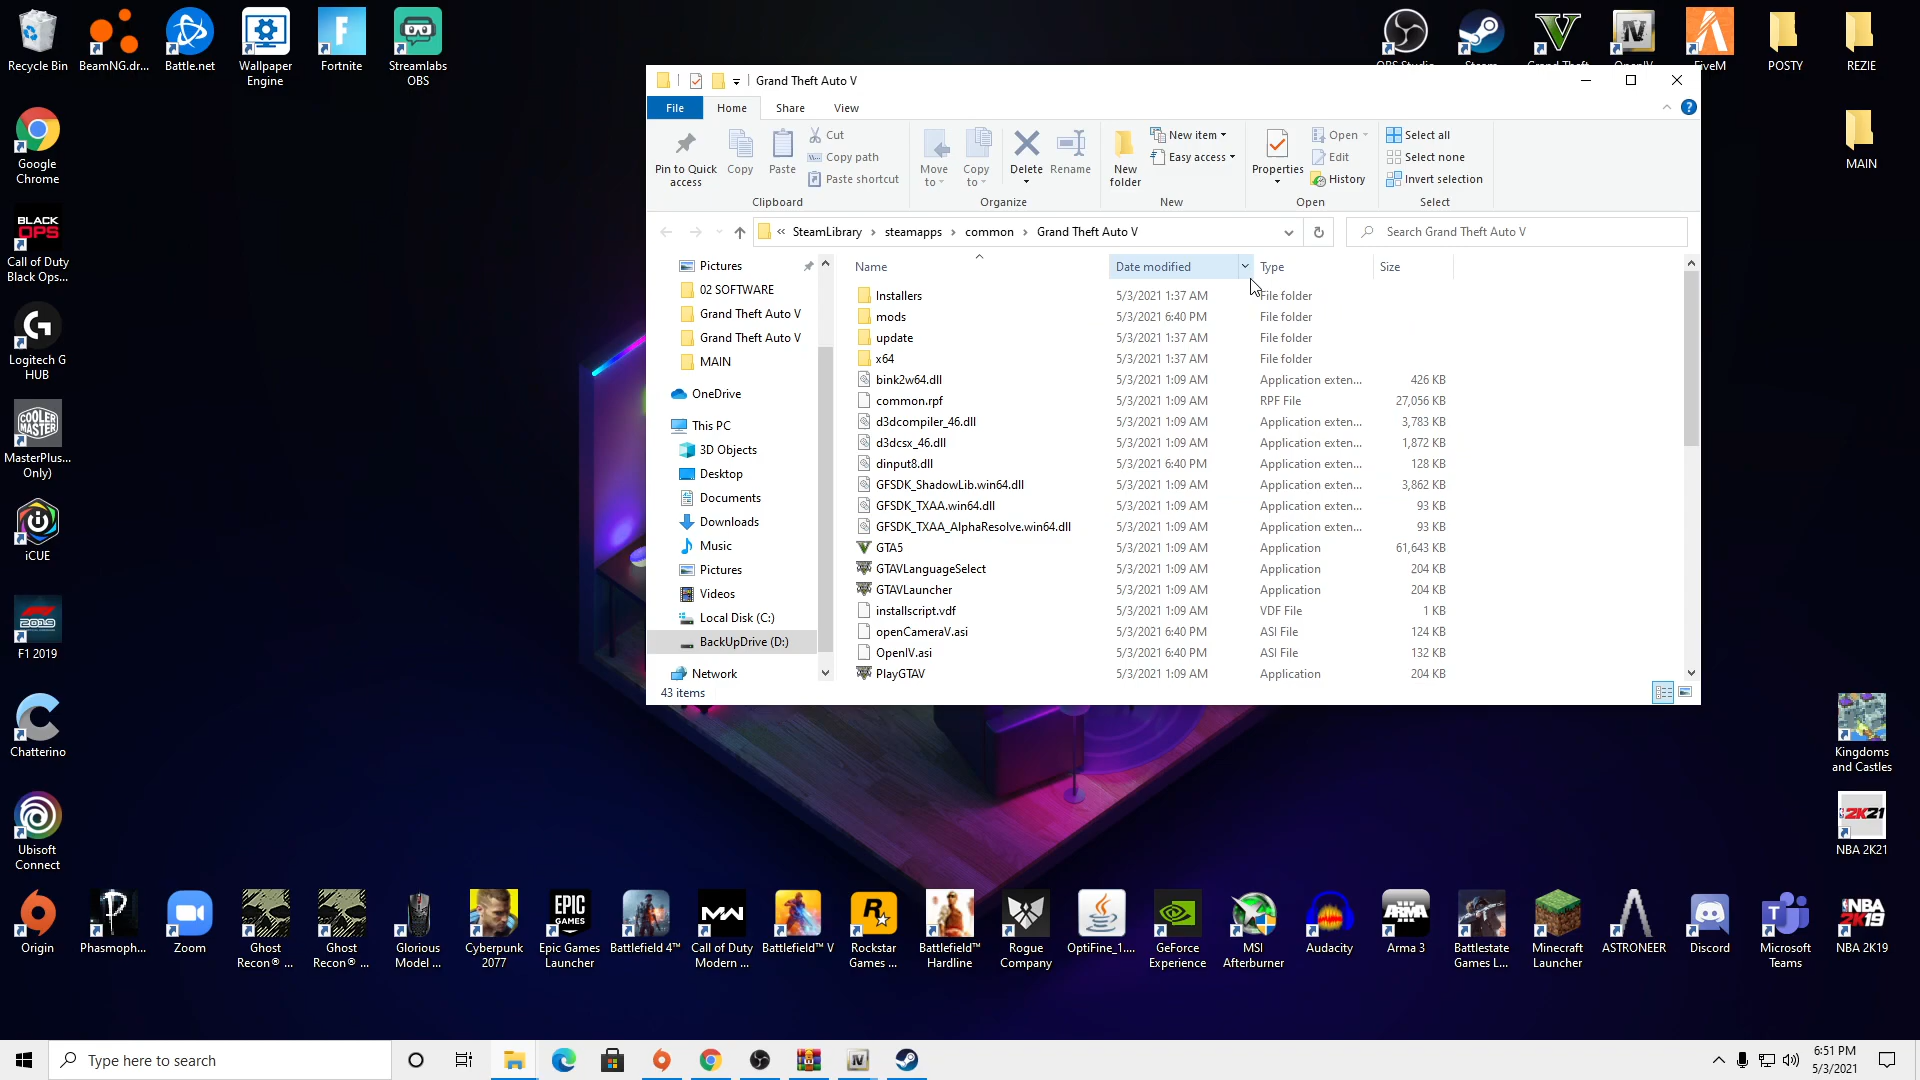 Recycle Bin
BeamNG.dr...
Battle.net
Wallpaper
Engine
Fortnite
Streamlabs
OBS
Steam
FiveM
POSTY
REZIE
Google
Chrome
BLACK
OPS
Call of Duty
Black Ops...
Logitech G
HUB
COOLER
MASTER
MasterPlus...
Only)
iCUE
2019
F1 2019
Chatterino
Ubisoft
Connect
MAIN
Kingdoms
and Castles
2K21
NBA 2K21
Grand Theft Auto V
File
Home
Share
View
Pin to Quick
access
Copy
Paste
Cut
Copy path
Paste shortcut
Clipboard
Move
to
Copy
to
Delete
Rename
Organize
New
folder
New item
Easy access
New
Properties
Open
Edit
History
Open
Select all
Select none
Invert selection
Select
« SteamLibrary › steamapps › common › Grand Theft Auto V
Search Grand Theft Auto V
Pictures
02 SOFTWARE
Grand Theft Auto V
Grand Theft Auto V
MAIN
OneDrive
This PC
3D Objects
Desktop
Documents
Downloads
Music
Pictures
Videos
Local Disk (C:)
BackUpDrive (D:)
Network
Name Date modified Type Size
Installers 5/3/2021 1:37 AM File folder
mods 5/3/2021 6:40 PM File folder
update 5/3/2021 1:37 AM File folder
x64 5/3/2021 1:37 AM File folder
bink2w64.dll 5/3/2021 1:09 AM Application exten... 426 KB
common.rpf 5/3/2021 1:09 AM RPF File 27,056 KB
d3dcompiler_46.dll 5/3/2021 1:09 AM Application exten... 3,783 KB
d3dcsx_46.dll 5/3/2021 1:09 AM Application exten... 1,872 KB
dinput8.dll 5/3/2021 6:40 PM Application exten... 128 KB
GFSDK_ShadowLib.win64.dll 5/3/2021 1:09 AM Application exten... 3,862 KB
GFSDK_TXAA.win64.dll 5/3/2021 1:09 AM Application exten... 93 KB
GFSDK_TXAA_AlphaResolve.win64.dll 5/3/2021 1:09 AM Application exten... 93 KB
GTA5 5/3/2021 1:09 AM Application 61,643 KB
GTAVLanguageSelect 5/3/2021 1:09 AM Application 204 KB
GTAVLauncher 5/3/2021 1:09 AM Application 204 KB
installscript.vdf 5/3/2021 1:09 AM VDF File 1 KB
openCameraV.asi 5/3/2021 6:40 PM ASI File 124 KB
OpenIV.asi 5/3/2021 6:40 PM ASI File 132 KB
PlayGTAV 5/3/2021 1:09 AM Application 204 KB
43 items
EPIC
GAMES
ARMA
NBA
2K19
Origin
Phasmoph...
Zoom
Ghost
Recon® ...
Ghost
Recon® ...
Glorious
Model ...
Cyberpunk
2077
Epic Games
Launcher
Battlefield 4™
Call of Duty
Modern ...
Battlefield™ V
Rockstar
Games ...
Battlefield™
Hardline
Rogue
Company
OptiFine_1....
GeForce
Experience
MSI
Afterburner
Audacity
Arma 3
Battlestate
Games L...
Minecraft
Launcher
ASTRONEER
Discord
Microsoft
Teams
NBA 2K19
Type here to search
6:51 PM
5/3/2021